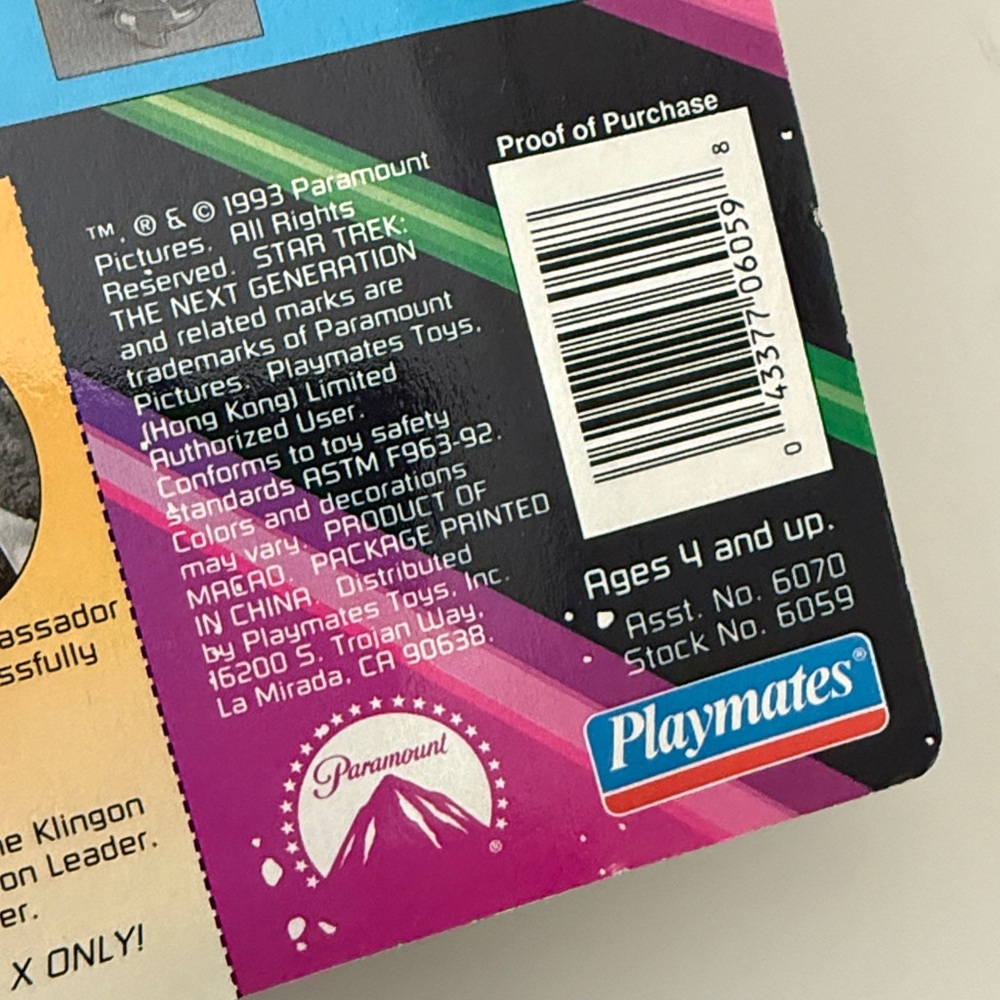 Proof of Purchase
0 43377 06059 8
™, ® & © 1993 Paramount
Pictures. All Rights
Reserved. STAR TREK:
THE NEXT GENERATION
and related marks are
trademarks of Paramount
Pictures. Playmates Toys,
(Hong Kong) Limited
Authorized User.
Conforms to toy safety
standards ASTM F963-92.
Colors and decorations
may vary. PRODUCT OF
MACAO. PACKAGE PRINTED
IN CHINA. Distributed
by Playmates Toys, Inc.
16200 S. Trojan Way,
La Mirada, CA 90638.
Ages 4 and up.
Asst. No. 6070
Stock No. 6059
Playmates®
Paramount
®
assador
ssfully
e Klingon
on Leader.
er.
X ONLY!